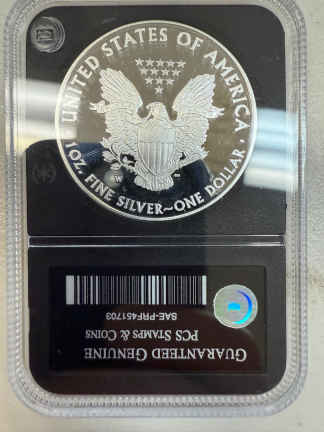 UNITED STATES OF AMERICA
1 OZ. FINE SILVER~ONE DOLLAR
GUARANTEED GENUINE
PCS STAMPS & COINS
SAE-PRF451703